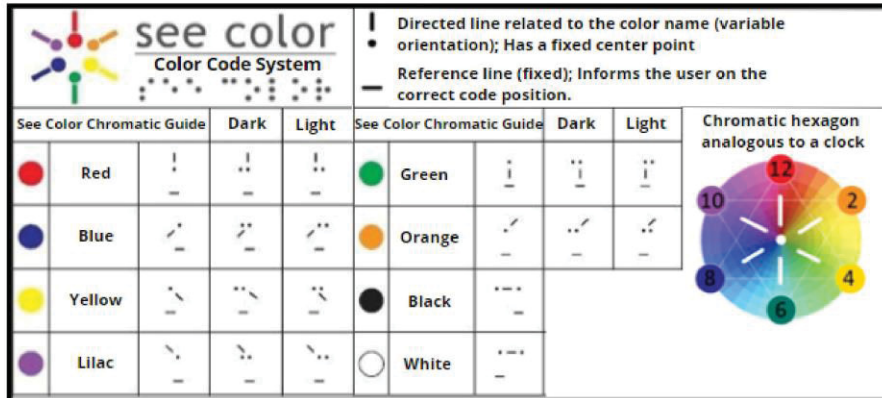 see color
Color Code System
Directed line related to the color name (variable
orientation); Has a fixed center point
Reference line (fixed); Informs the user on the
correct code position.
See Color Chromatic Guide Dark Light
Red
Blue
Yellow
Lilac
See Color Chromatic Guide Dark Light
Green
Orange
Black
White
Chromatic hexagon
analogous to a clock
12
10 2
8 4
6